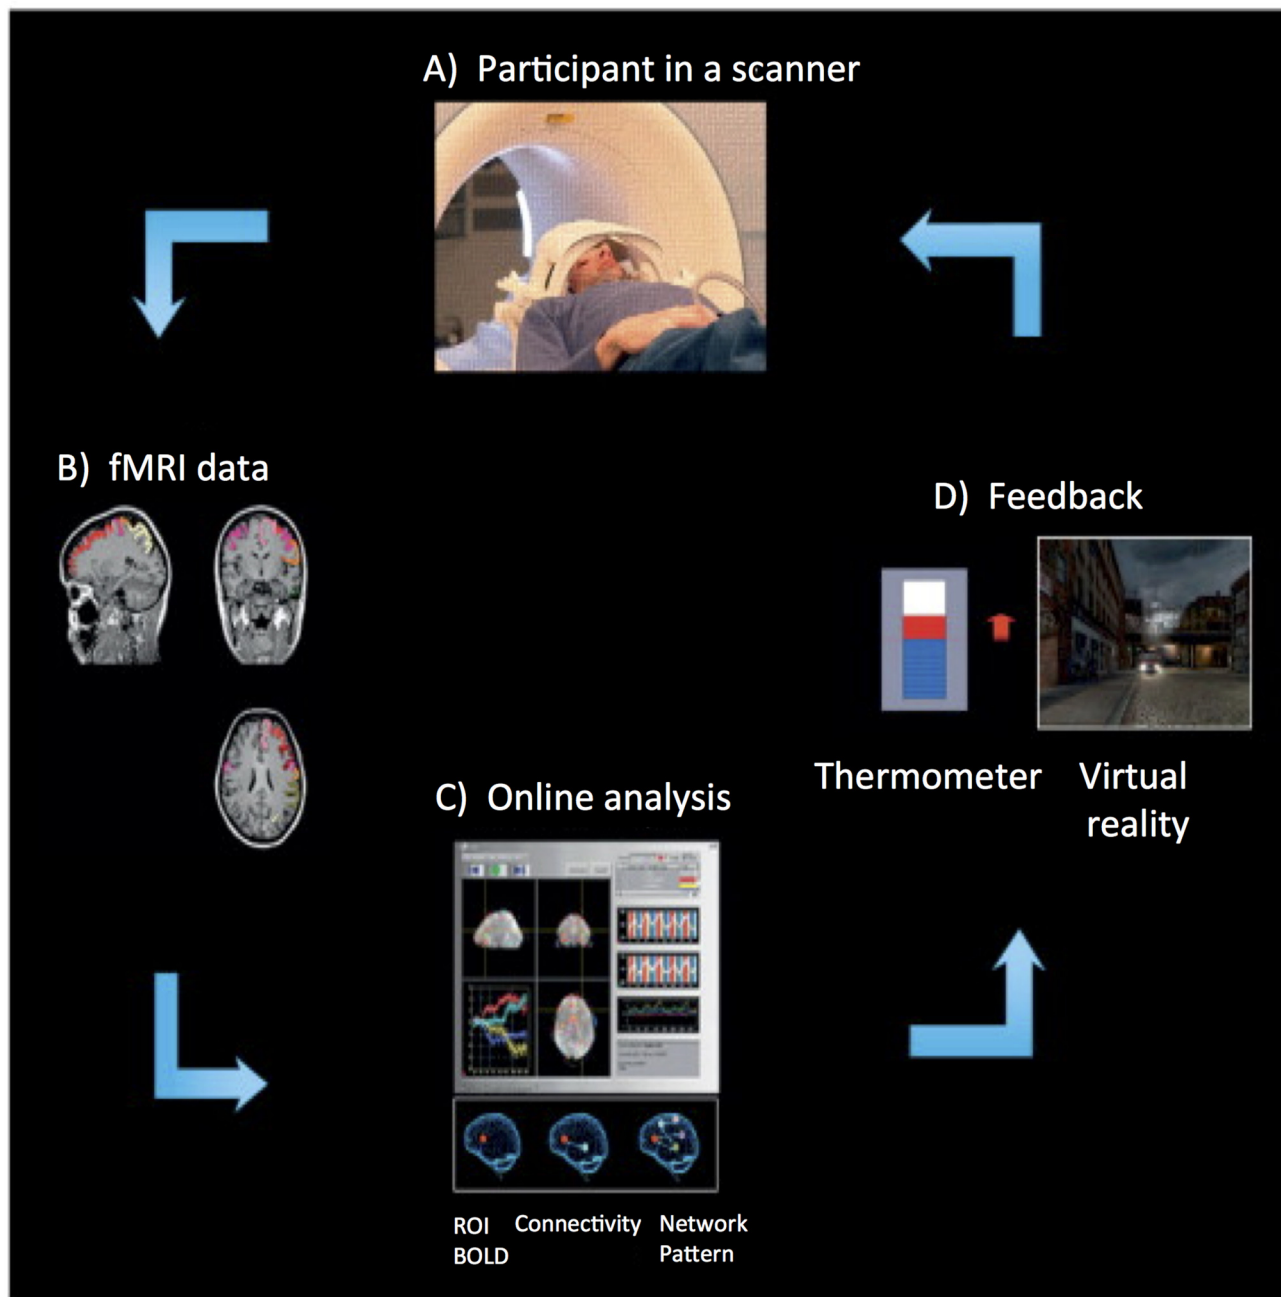 A) Participant in a scanner
B) fMRI data
D) Feedback
Thermometer Virtual
reality
C) Online analysis
ROI Connectivity Network
BOLD Pattern